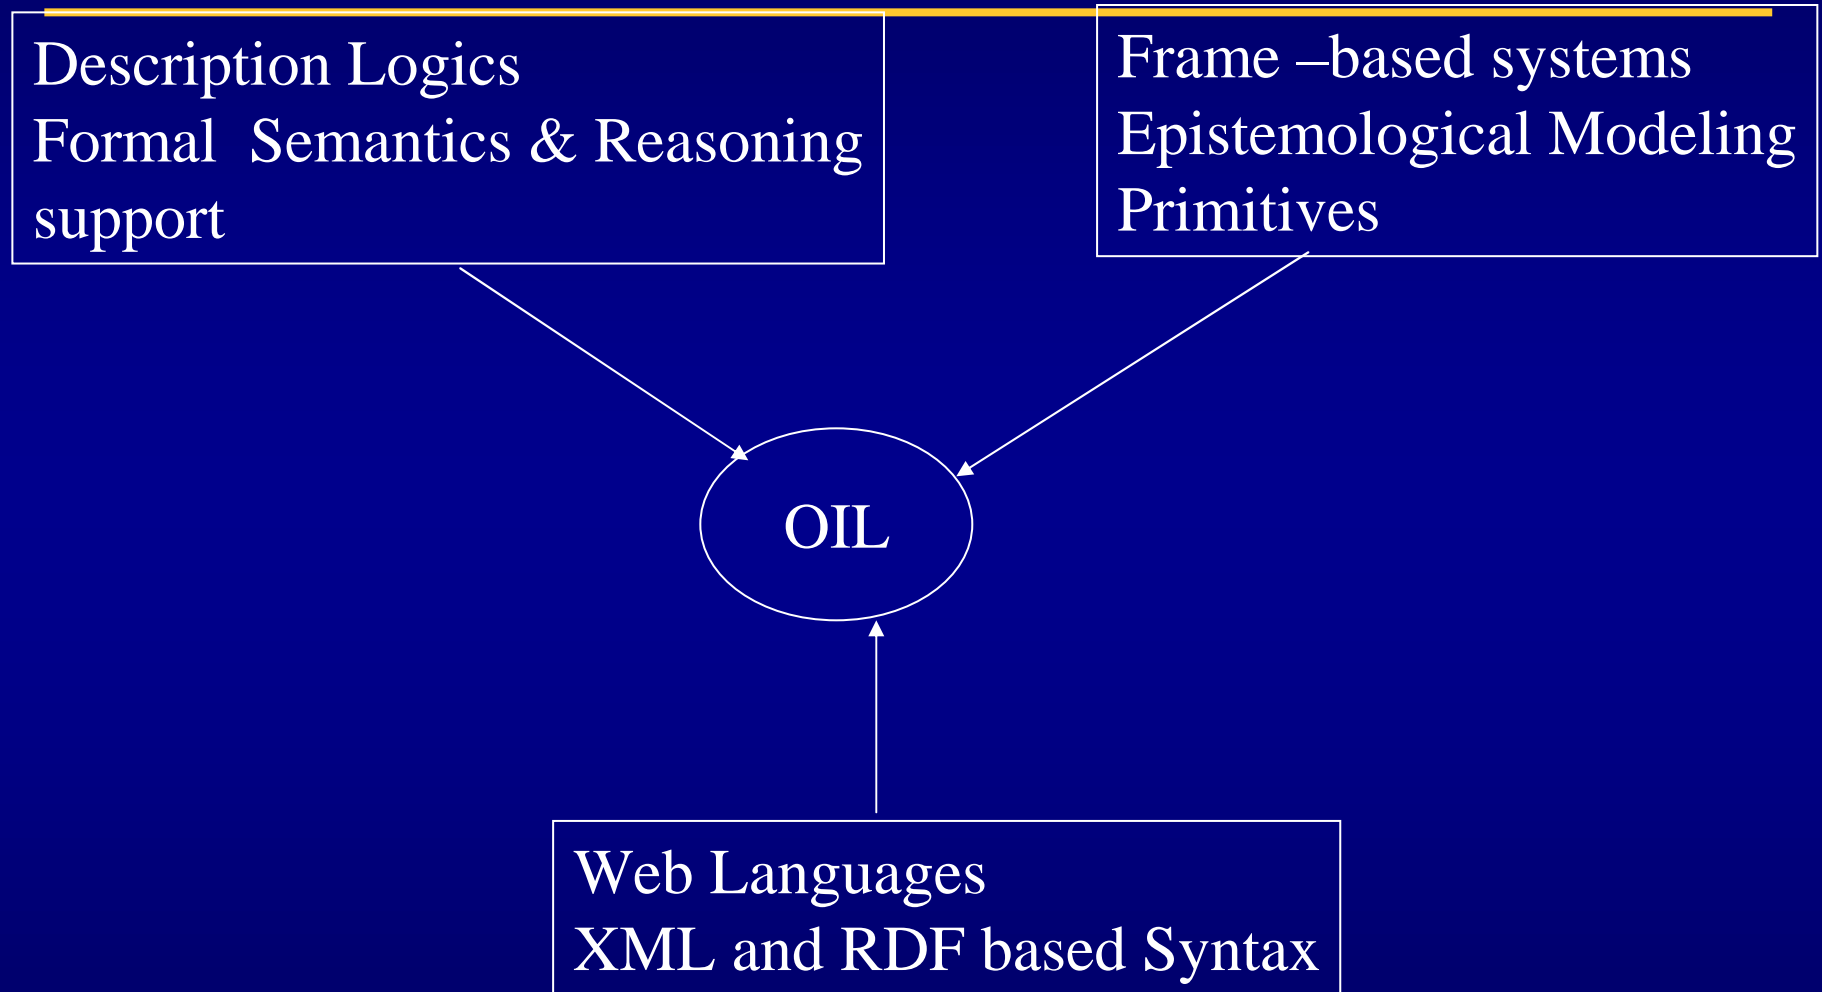 Description Logics
Formal  Semantics & Reasoning
support
Frame –based systems
Epistemological Modeling
Primitives
OIL
Web Languages
XML and RDF based Syntax